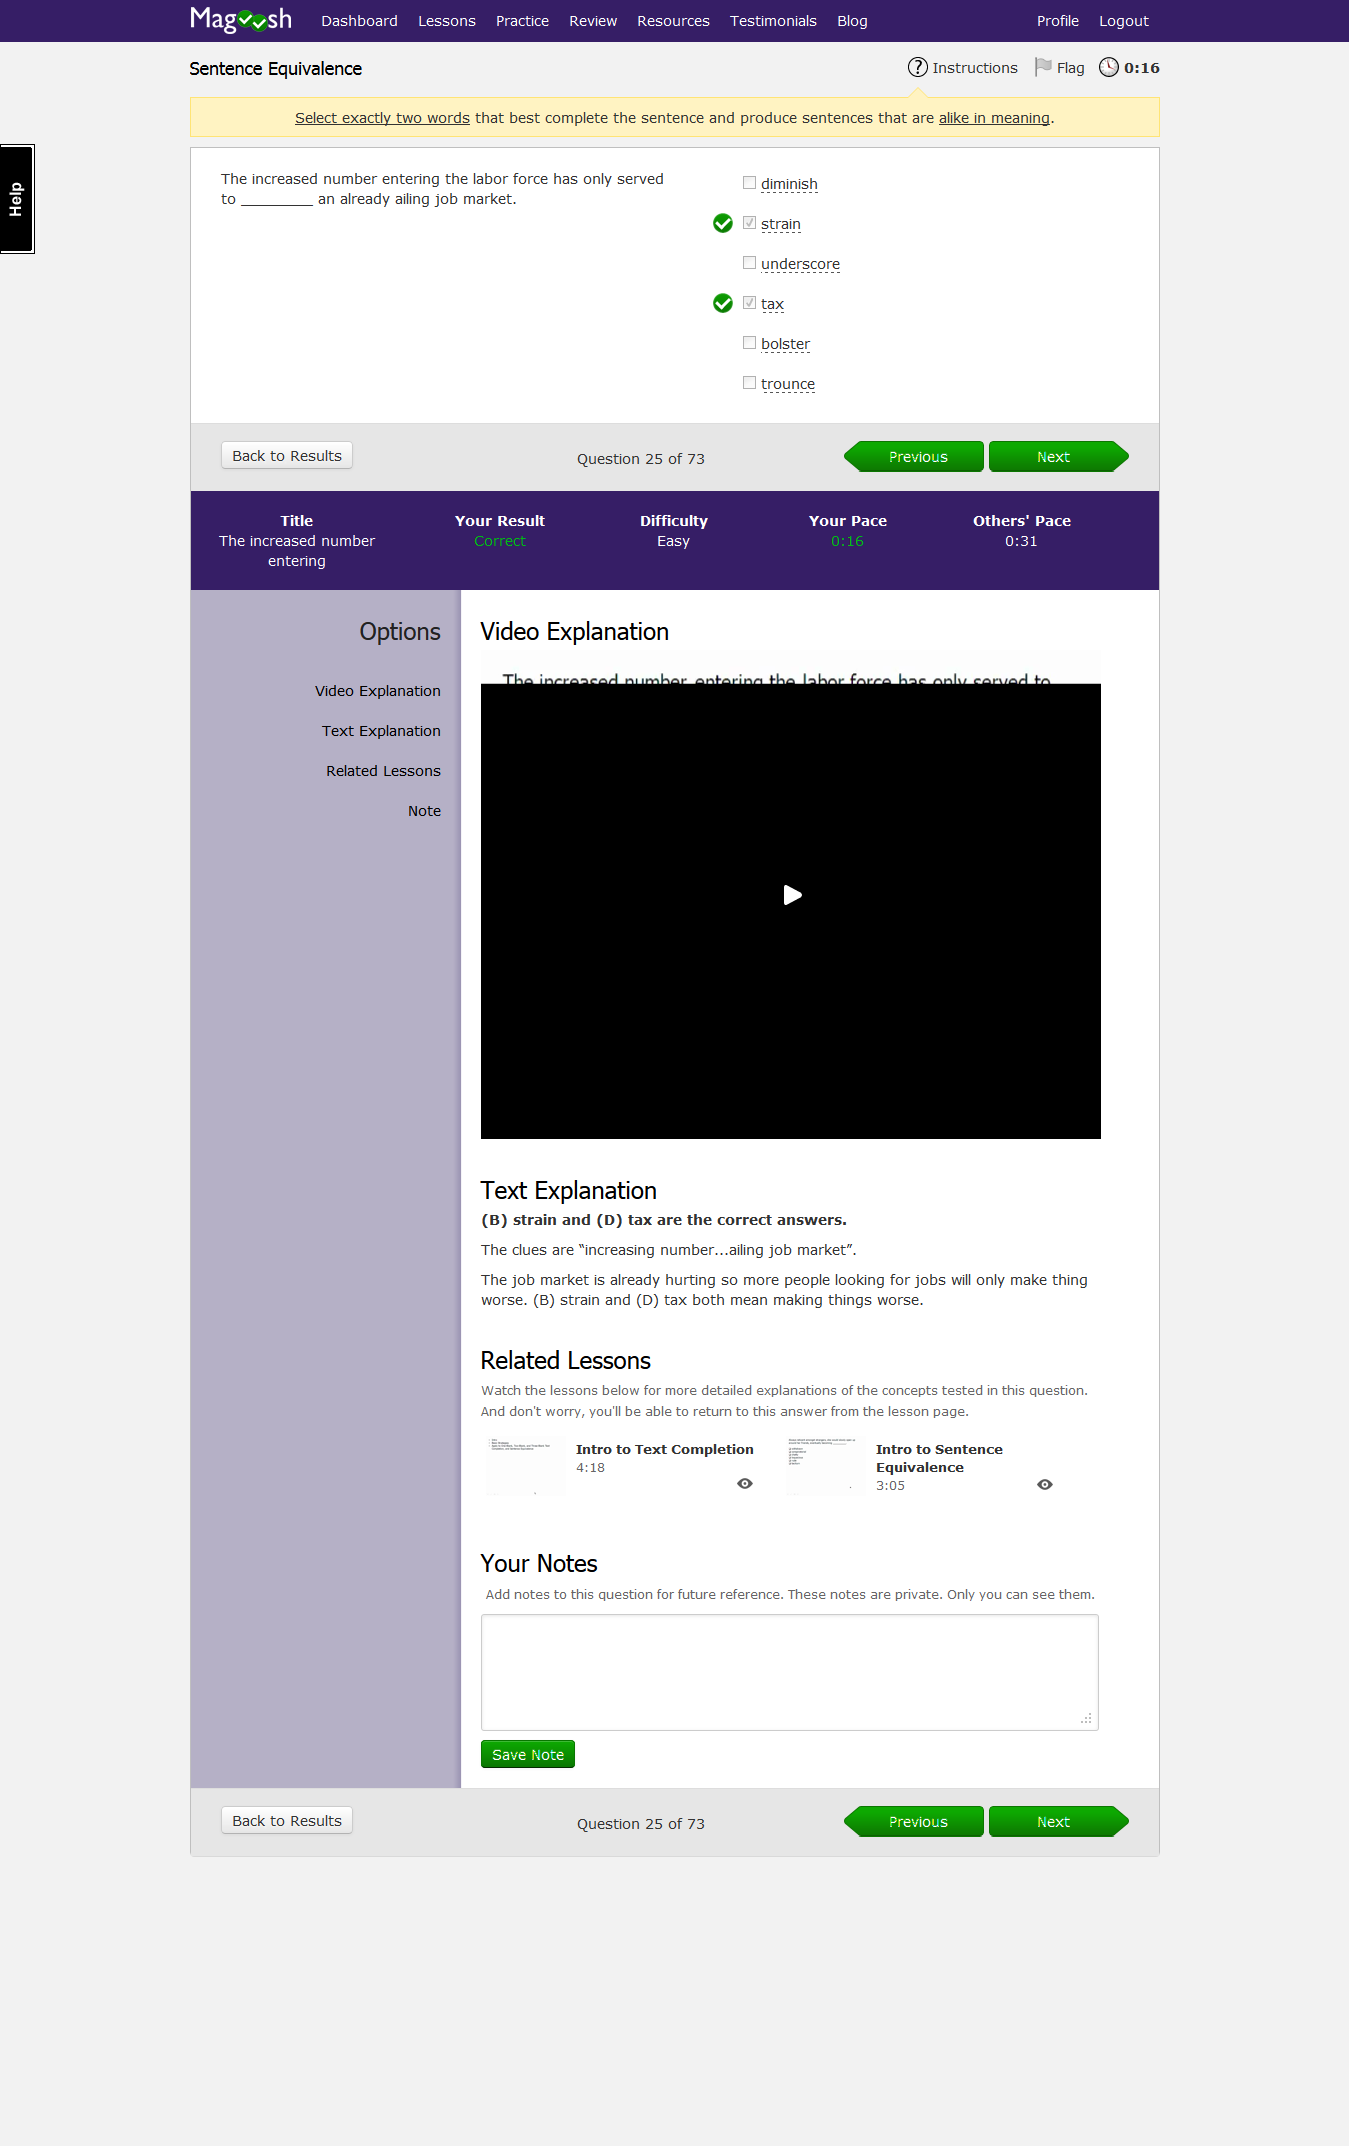 Magoosh Dashboard Lessons Practice Review Resources Testimonials Blog Profile Logout
Sentence Equivalence
Instructions Flag 0:16
Select exactly two words that best complete the sentence and produce sentences that are alike in meaning.
Help
The increased number entering the labor force has only served
to _________ an already ailing job market.
diminish
strain
underscore
tax
bolster
trounce
Back to Results Question 25 of 73 Previous Next
Title Your Result Difficulty Your Pace Others' Pace
The increased number Correct Easy 0:16 0:31
entering
Options
Video Explanation
Text Explanation
Related Lessons
Note
Video Explanation
The increased number entering the labor force has only served to
Text Explanation
(B) strain and (D) tax are the correct answers.
The clues are “increasing number...ailing job market”.
The job market is already hurting so more people looking for jobs will only make thing
worse. (B) strain and (D) tax both mean making things worse.
Related Lessons
Watch the lessons below for more detailed explanations of the concepts tested in this question.
And don't worry, you'll be able to return to this answer from the lesson page.
Intro to Text Completion
4:18
Intro to Sentence
Equivalence
3:05
Your Notes
Add notes to this question for future reference. These notes are private. Only you can see them.
Save Note
Back to Results Question 25 of 73 Previous Next